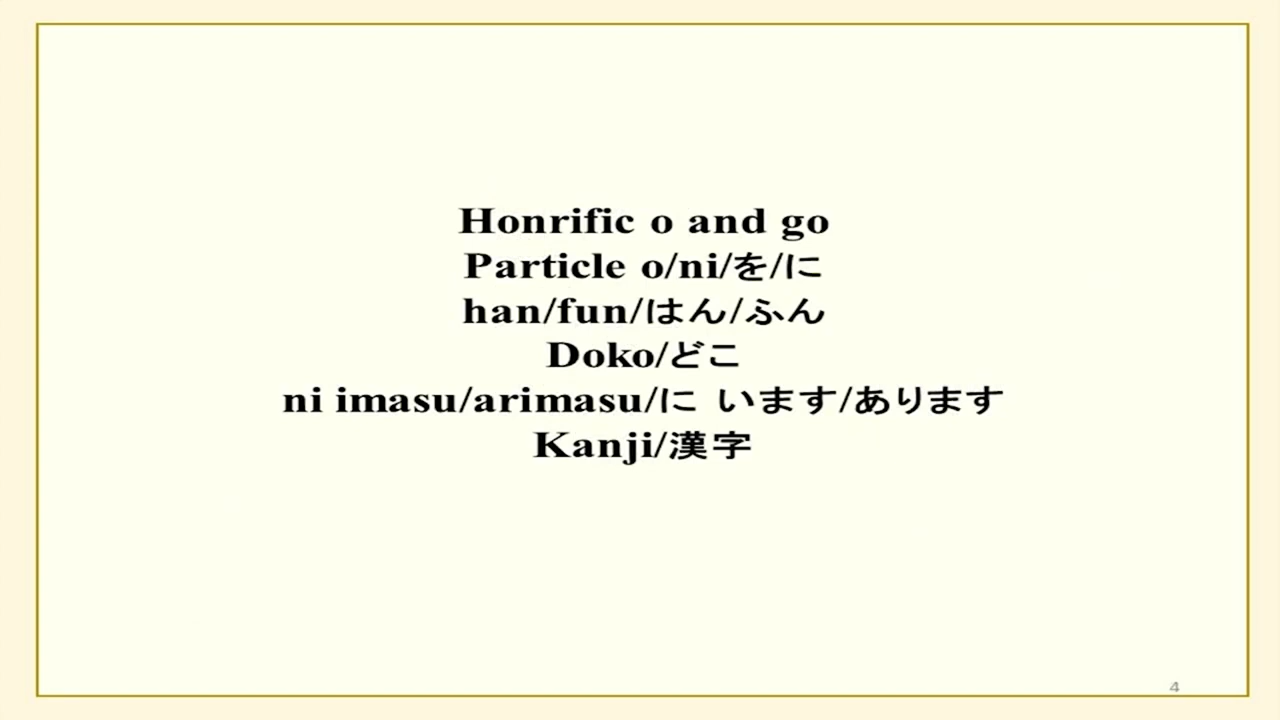 Honrific o and go
Particle o/ni/を/に
han/fun/はん/ふん
Doko/どこ
ni imasu/arimasu/に います/あります
Kanji/漢字
4